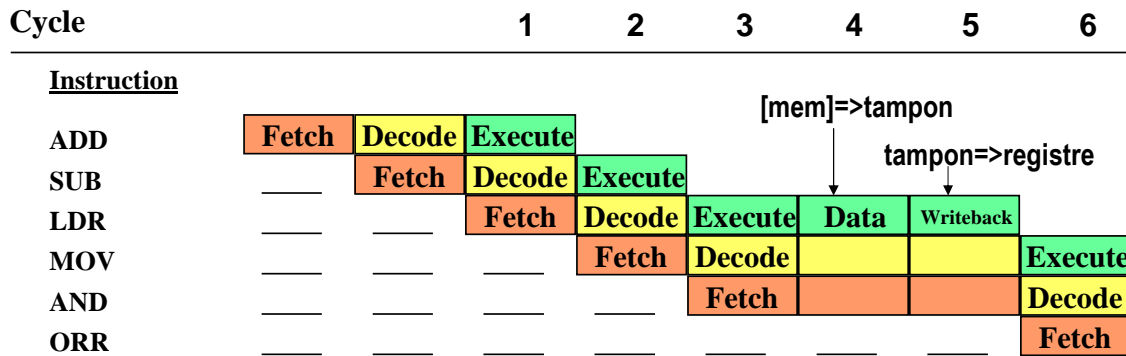 Cycle 1 2 3 4 5 6
Instruction
[mem]=>tampon
ADD Fetch Decode Execute
tampon=>registre
SUB Fetch Decode Execute
LDR Fetch Decode Execute Data Writeback
MOV Fetch Decode Execute
AND Fetch Decode
ORR Fetch